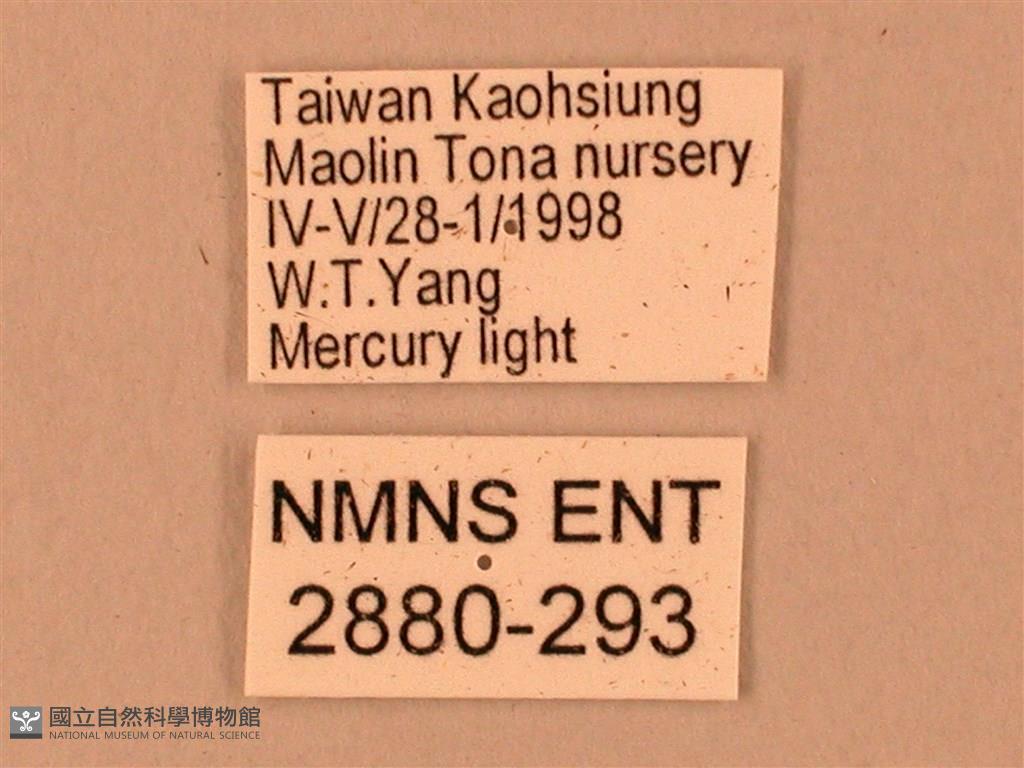 Taiwan Kaohsiung
Maolin Tona nursery
IV-V/28-1/1998
W.T.Yang
Mercury light
NMNS ENT
2880-293
國立自然科學博物館
NATIONAL MUSEUM OF NATURAL SCIENCE